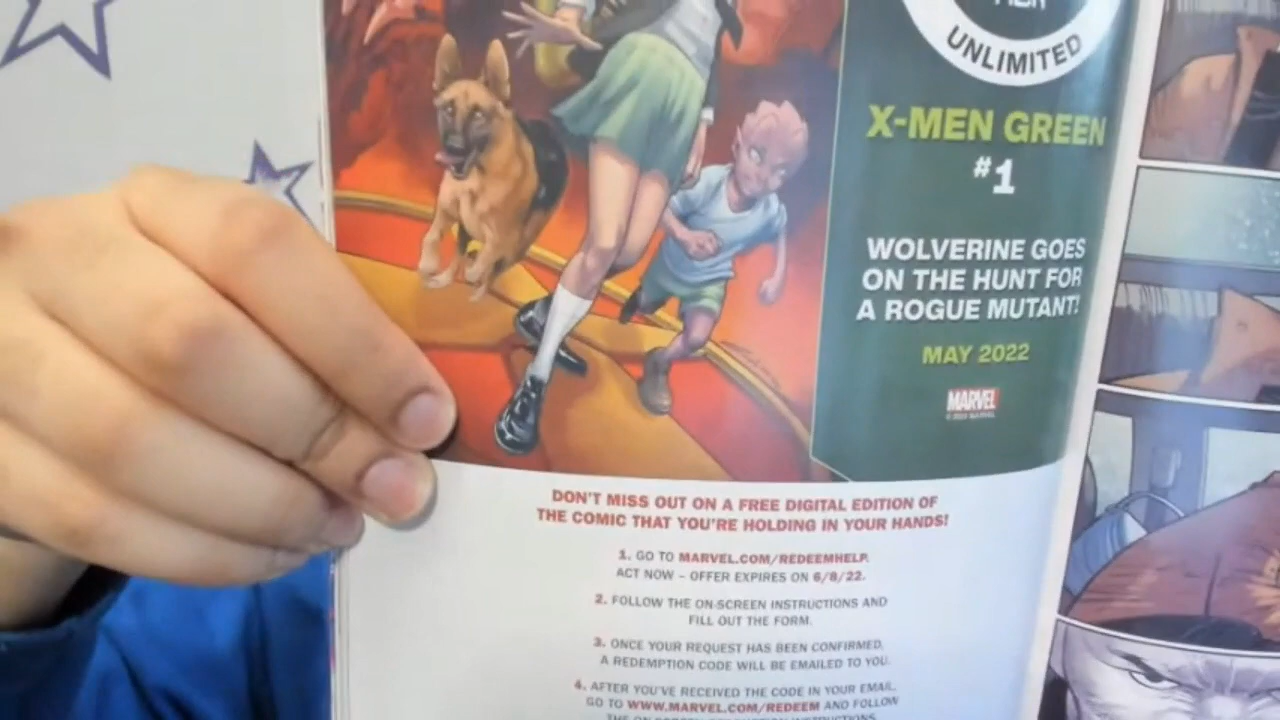 UNLIMITED
X-MEN GREEN
#1
WOLVERINE GOES
ON THE HUNT FOR
A ROGUE MUTANT!
MAY 2022
MARVEL
DON'T MISS OUT ON A FREE DIGITAL EDITION OF
THE COMIC THAT YOU'RE HOLDING IN YOUR HANDS!
1. GO TO MARVEL.COM/REDEEMHELP.
ACT NOW – OFFER EXPIRES ON 6/8/22.
2. FOLLOW THE ON-SCREEN INSTRUCTIONS AND
FILL OUT THE FORM.
3. ONCE YOUR REQUEST HAS BEEN CONFIRMED,
A REDEMPTION CODE WILL BE EMAILED TO YOU.
4. AFTER YOU'VE RECEIVED THE CODE IN YOUR EMAIL,
GO TO WWW.MARVEL.COM/REDEEM AND FOLLOW
THE ON-SCREEN INSTRUCTIONS